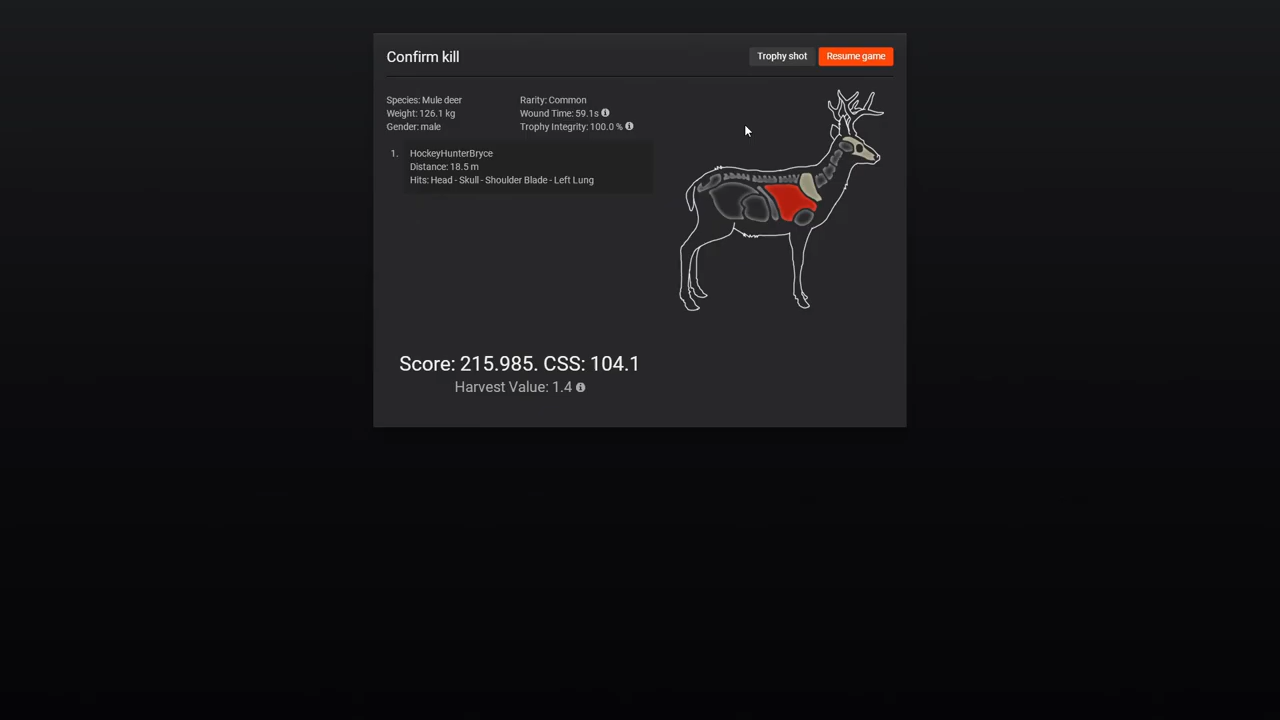 Confirm kill
Trophy shot
Resume game
Species: Mule deer
Rarity: Common
Weight: 126.1 kg
Wound Time: 59.1s
Gender: male
Trophy Integrity: 100.0 %
1. HockeyHunterBryce
Distance: 18.5 m
Hits: Head - Skull - Shoulder Blade - Left Lung
Score: 215.985. CSS: 104.1
Harvest Value: 1.4